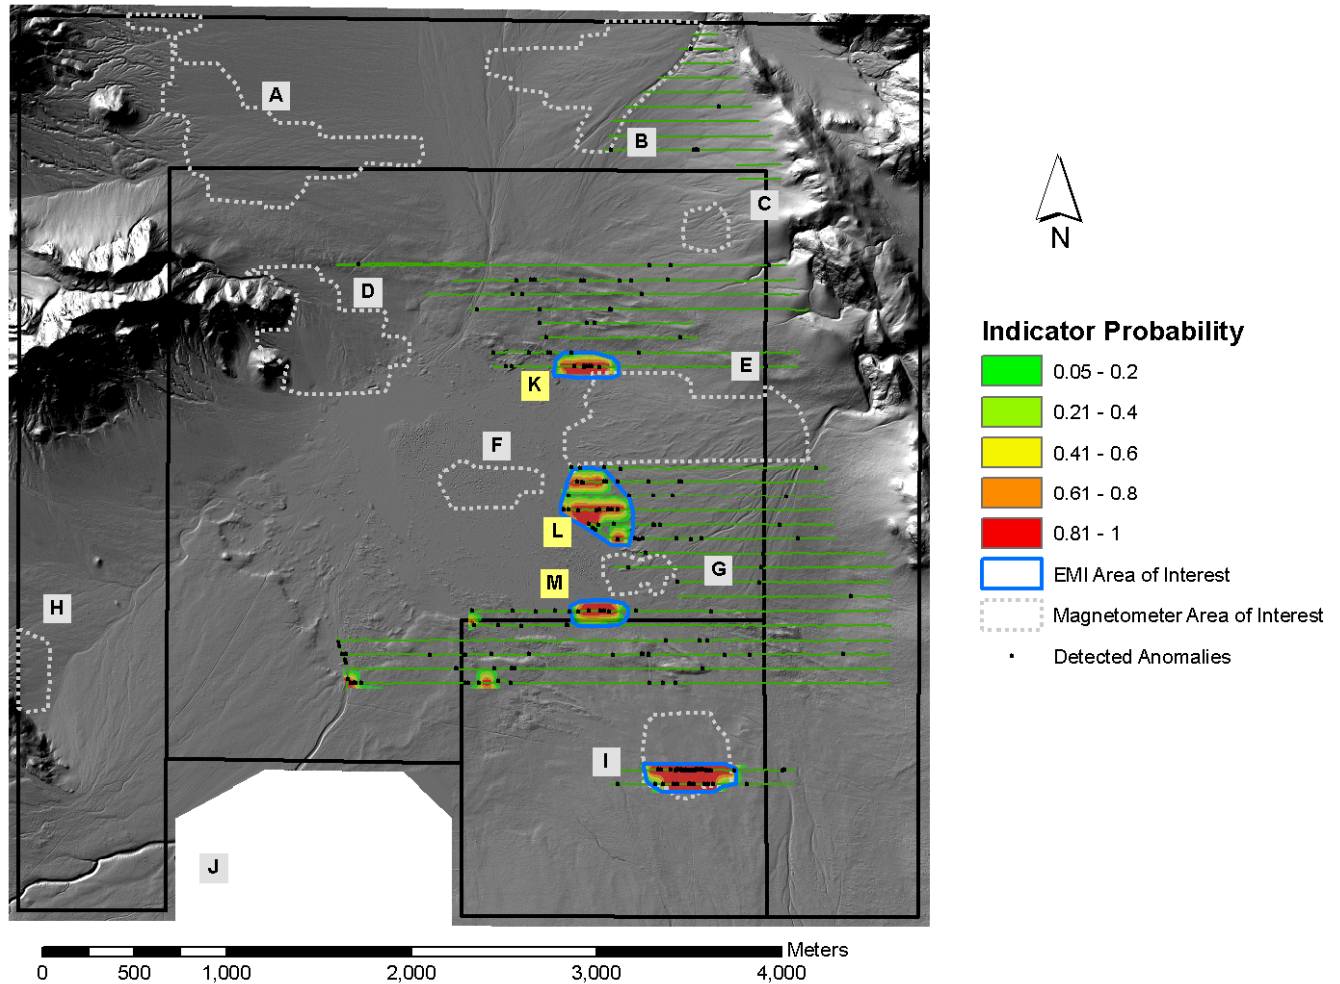 A
B
C
D
E
K
F
L
M
G
H
I
J
N
Indicator Probability
0.05 - 0.2
0.21 - 0.4
0.41 - 0.6
0.61 - 0.8
0.81 - 1
EMI Area of Interest
Magnetometer Area of Interest
Detected Anomalies
Meters
0 500 1,000 2,000 3,000 4,000